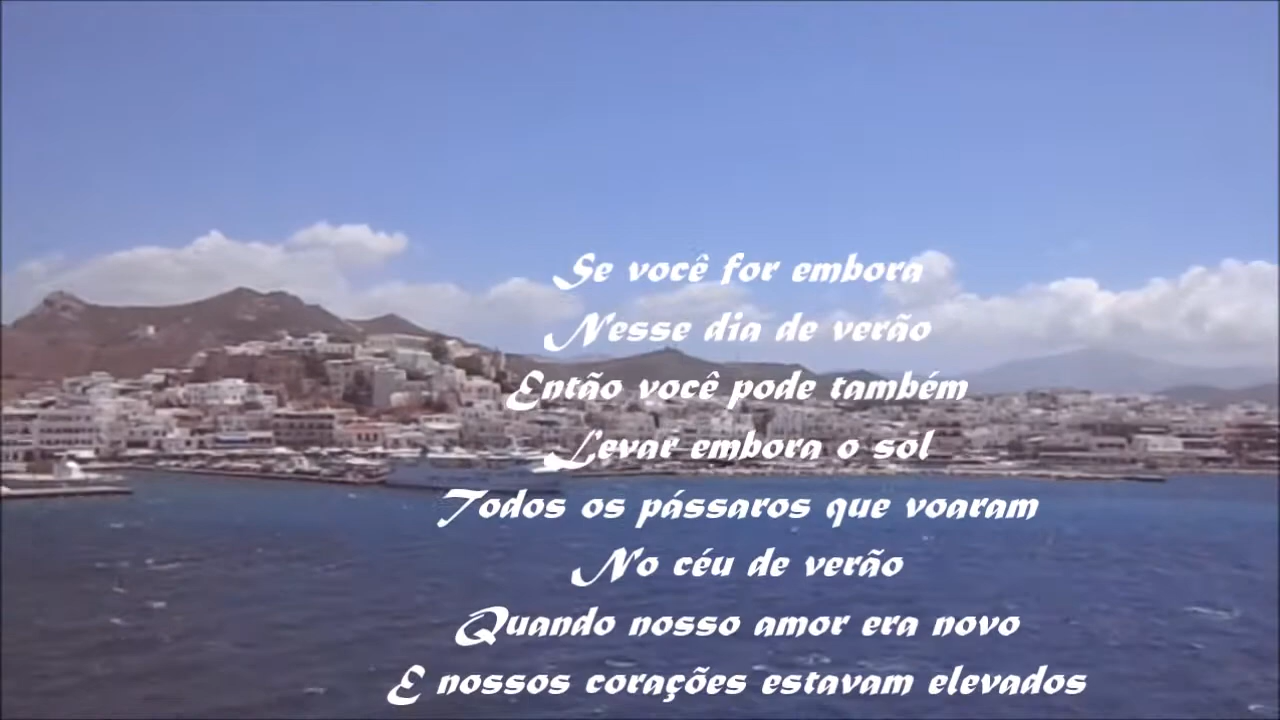 Se você for embora
Nesse dia de verão
Então você pode também
Levar embora o sol
Todos os pássaros que voaram
No céu de verão
Quando nosso amor era novo
E nossos corações estavam elevados